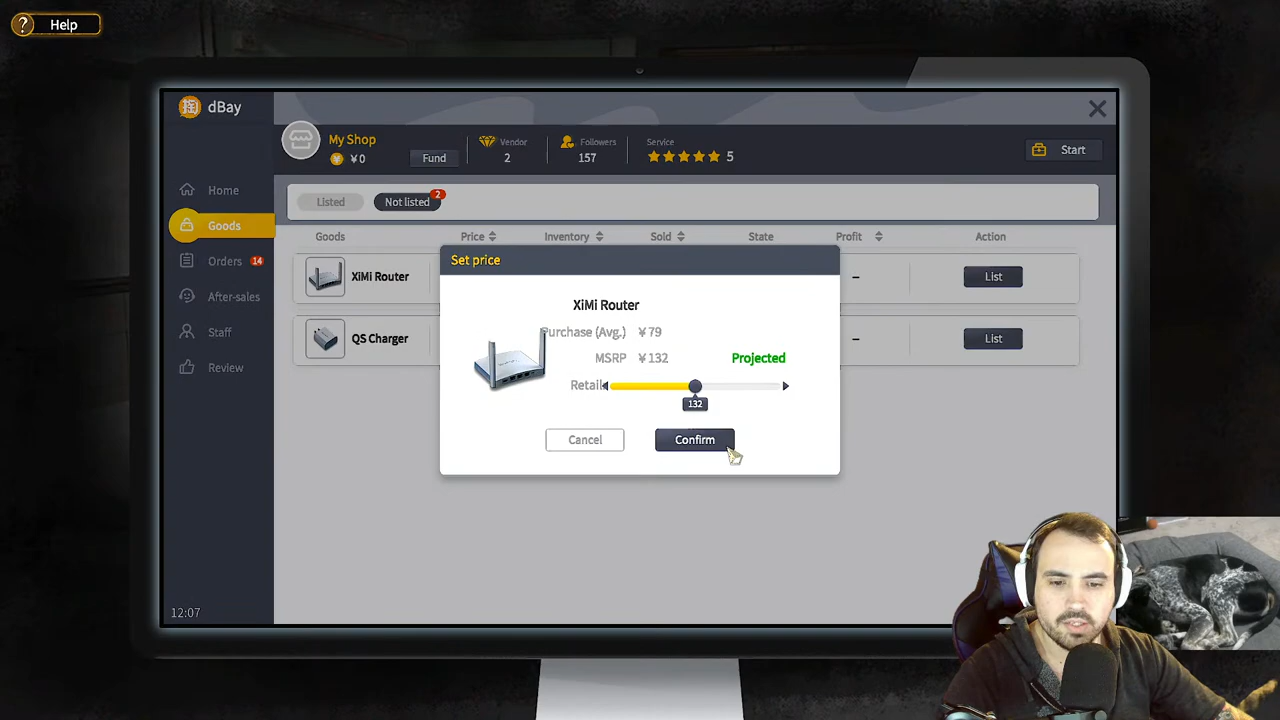 ? Help
淘 dBay
My Shop
¥ ¥0
Fund
Vendor
2
Followers
157
Service
5
Start
Home
Goods
Orders 14
After-sales
Staff
Review
Listed
Not listed 2
Goods Price Inventory Sold State Profit Action
XiMi Router – List
QS Charger – List
Set price
XiMi Router
Purchase (Avg.) ¥79
MSRP ¥132 Projected
Retail
132
Cancel
Confirm
12:07